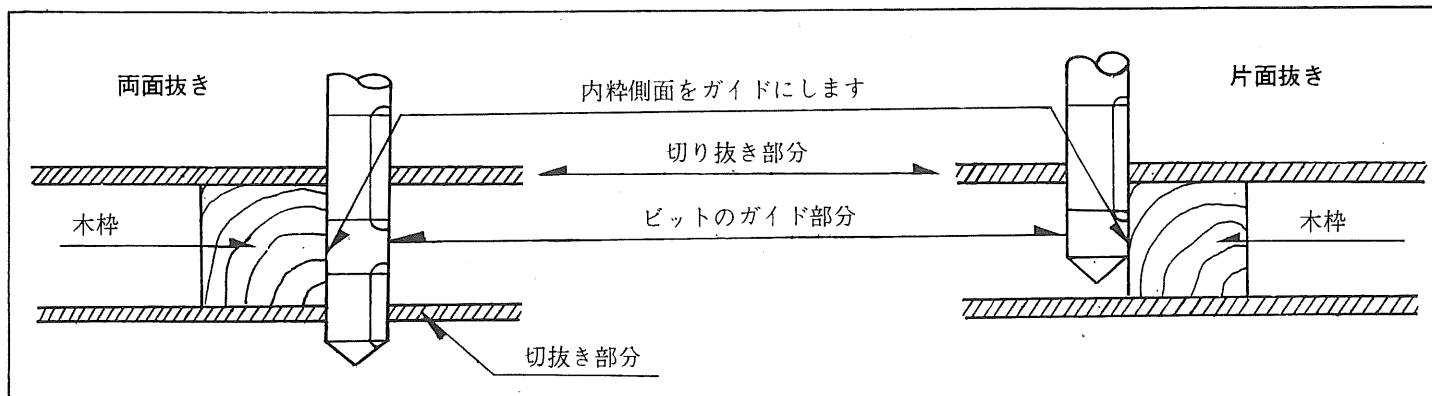 両面抜き
内粋側面をガイドにします
片面抜き
切り抜き部分
木枠
ビットのガイド部分
木枠
切抜き部分